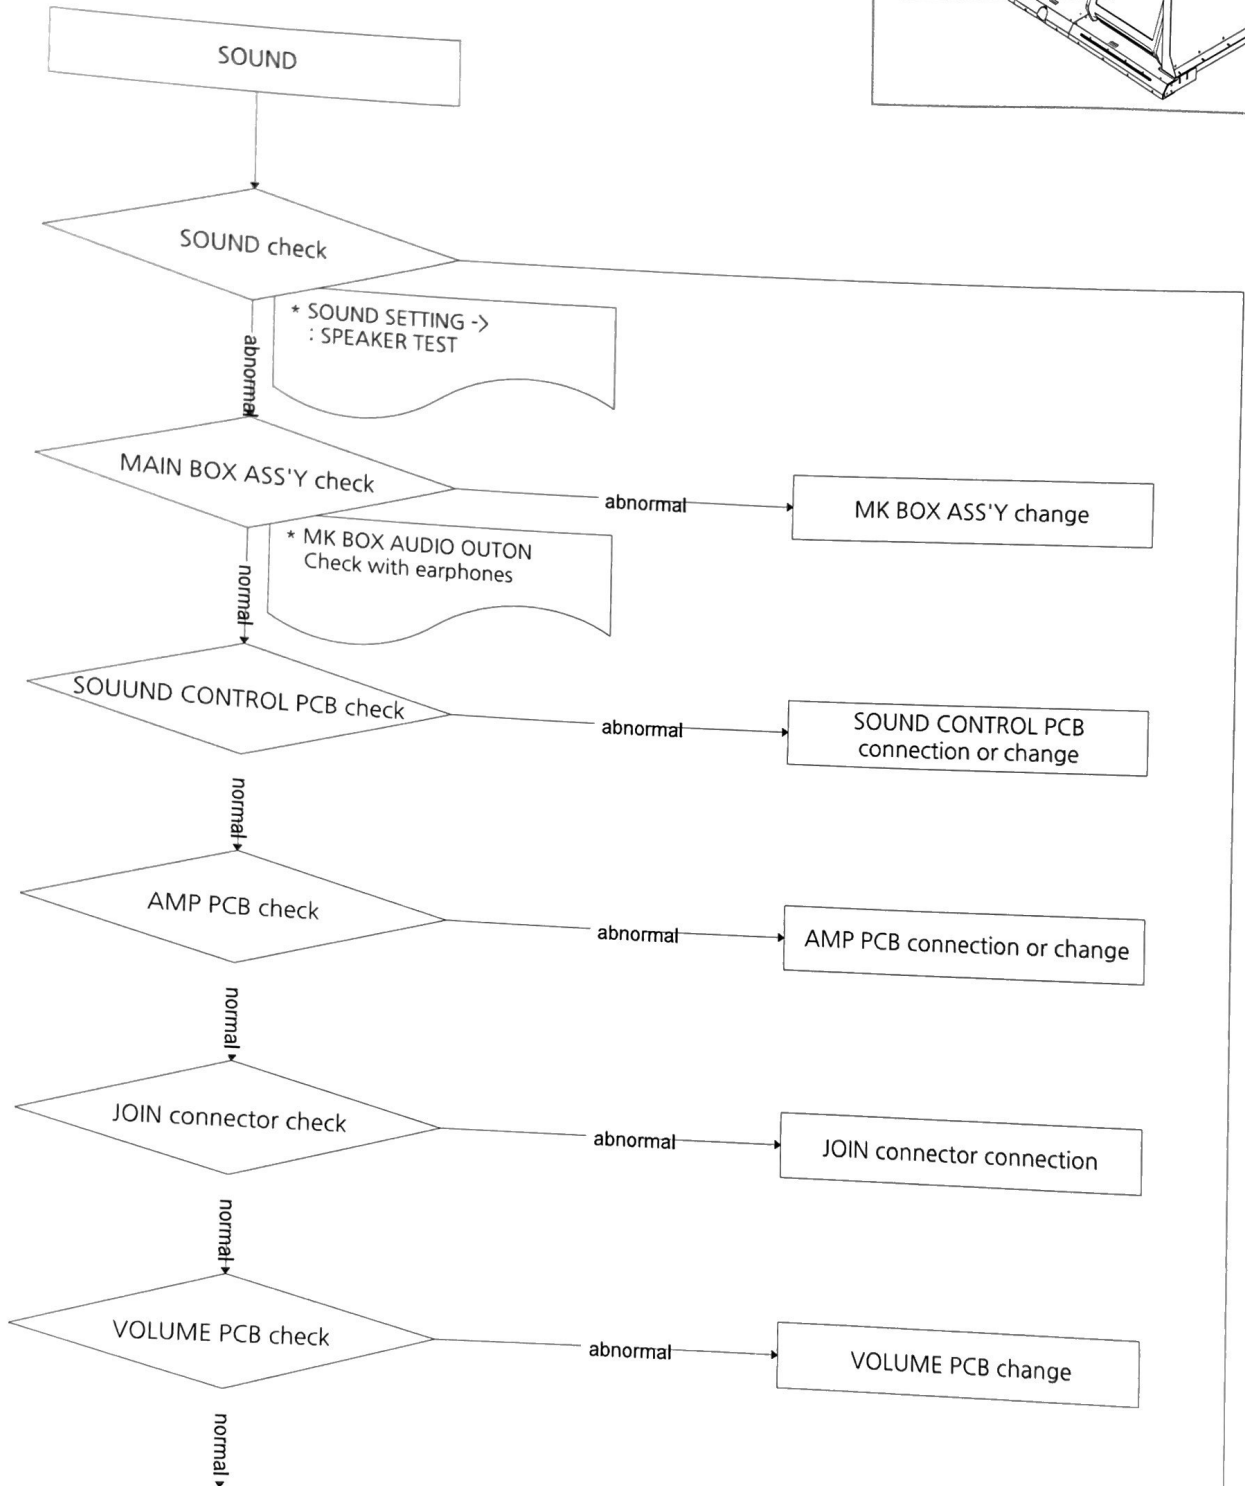 SOUND
SOUND check
* SOUND SETTING ->
: SPEAKER TEST
abnormal
MAIN BOX ASS'Y check
abnormal
MK BOX ASS'Y change
* MK BOX AUDIO OUTON
Check with earphones
normal
SOUUND CONTROL PCB check
abnormal
SOUND CONTROL PCB
connection or change
normal
AMP PCB check
abnormal
AMP PCB connection or change
normal
JOIN connector check
abnormal
JOIN connector connection
normal
VOLUME PCB check
abnormal
VOLUME PCB change
normal